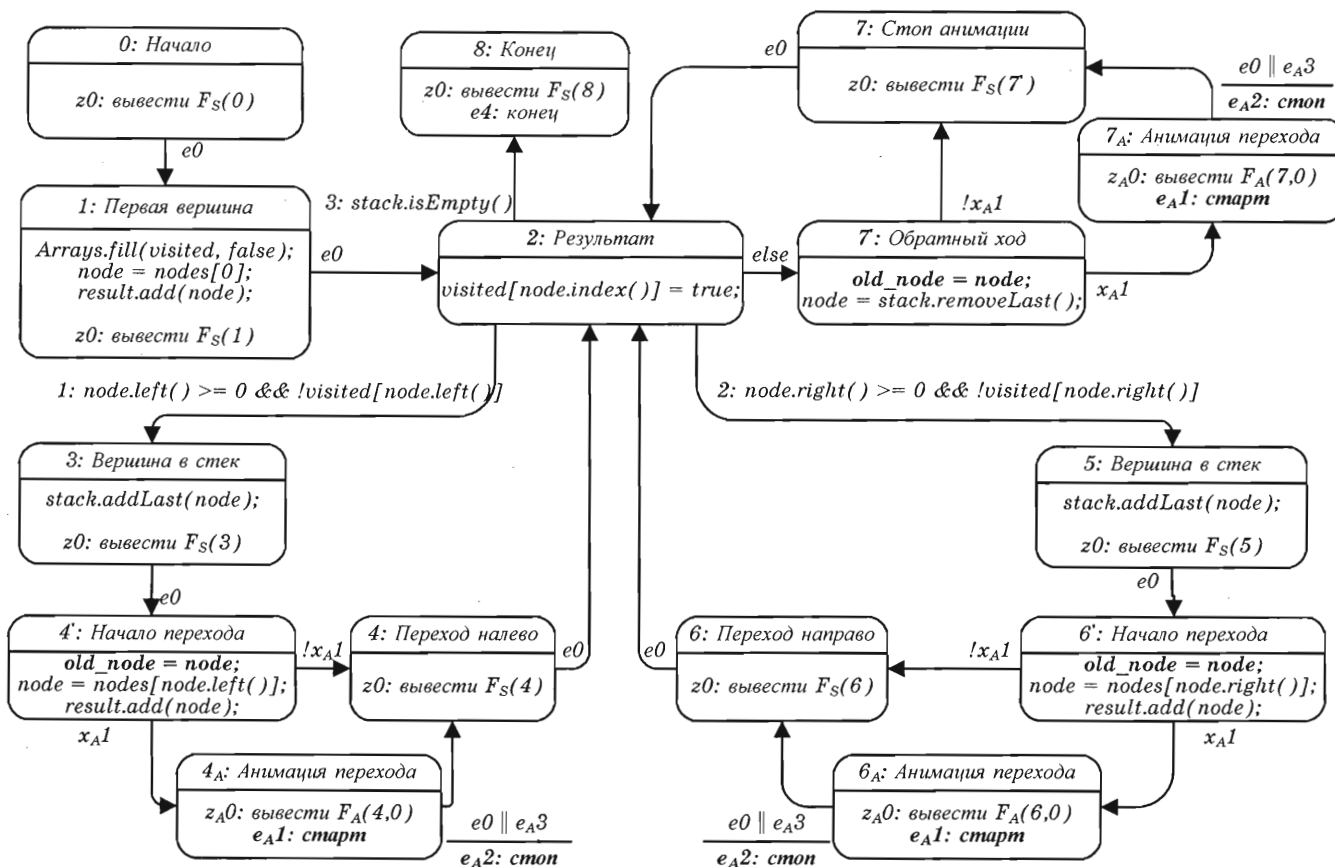 0: Начало
z0: вывести F_S(0)
e0
8: Конец
z0: вывести F_S(8)
e4: конец
7: Стоп анимации
z0: вывести F_S(7)
e0
e0 || e_A3
e_A2: стоп
7_A: Анимация перехода
z_A0: вывести F_A(7,0)
e_A1: старт
1: Первая вершина
Arrays.fill(visited, false);
node = nodes[0];
result.add(node);
z0: вывести F_S(1)
e0
3: stack.isEmpty()
2: Результат
visited[node.index()] = true;
else
!x_A1
7: Обратный ход
old_node = node;
node = stack.removeLast();
x_A1
1: node.left() >= 0 && !visited[node.left()]
2: node.right() >= 0 && !visited[node.right()]
3: Вершина в стек
stack.addLast(node);
z0: вывести F_S(3)
e0
5: Вершина в стек
stack.addLast(node);
z0: вывести F_S(5)
e0
4': Начало перехода
old_node = node;
node = nodes[node.left()];
result.add(node);
!x_A1
x_A1
4: Переход налево
z0: вывести F_S(4)
e0
e0
6: Переход направо
z0: вывести F_S(6)
!x_A1
6': Начало перехода
old_node = node;
node = nodes[node.right()];
result.add(node);
x_A1
4_A: Анимация перехода
z_A0: вывести F_A(4,0)
e_A1: старт
e0 || e_A3
e_A2: стоп
e0 || e_A3
e_A2: стоп
6_A: Анимация перехода
z_A0: вывести F_A(6,0)
e_A1: старт